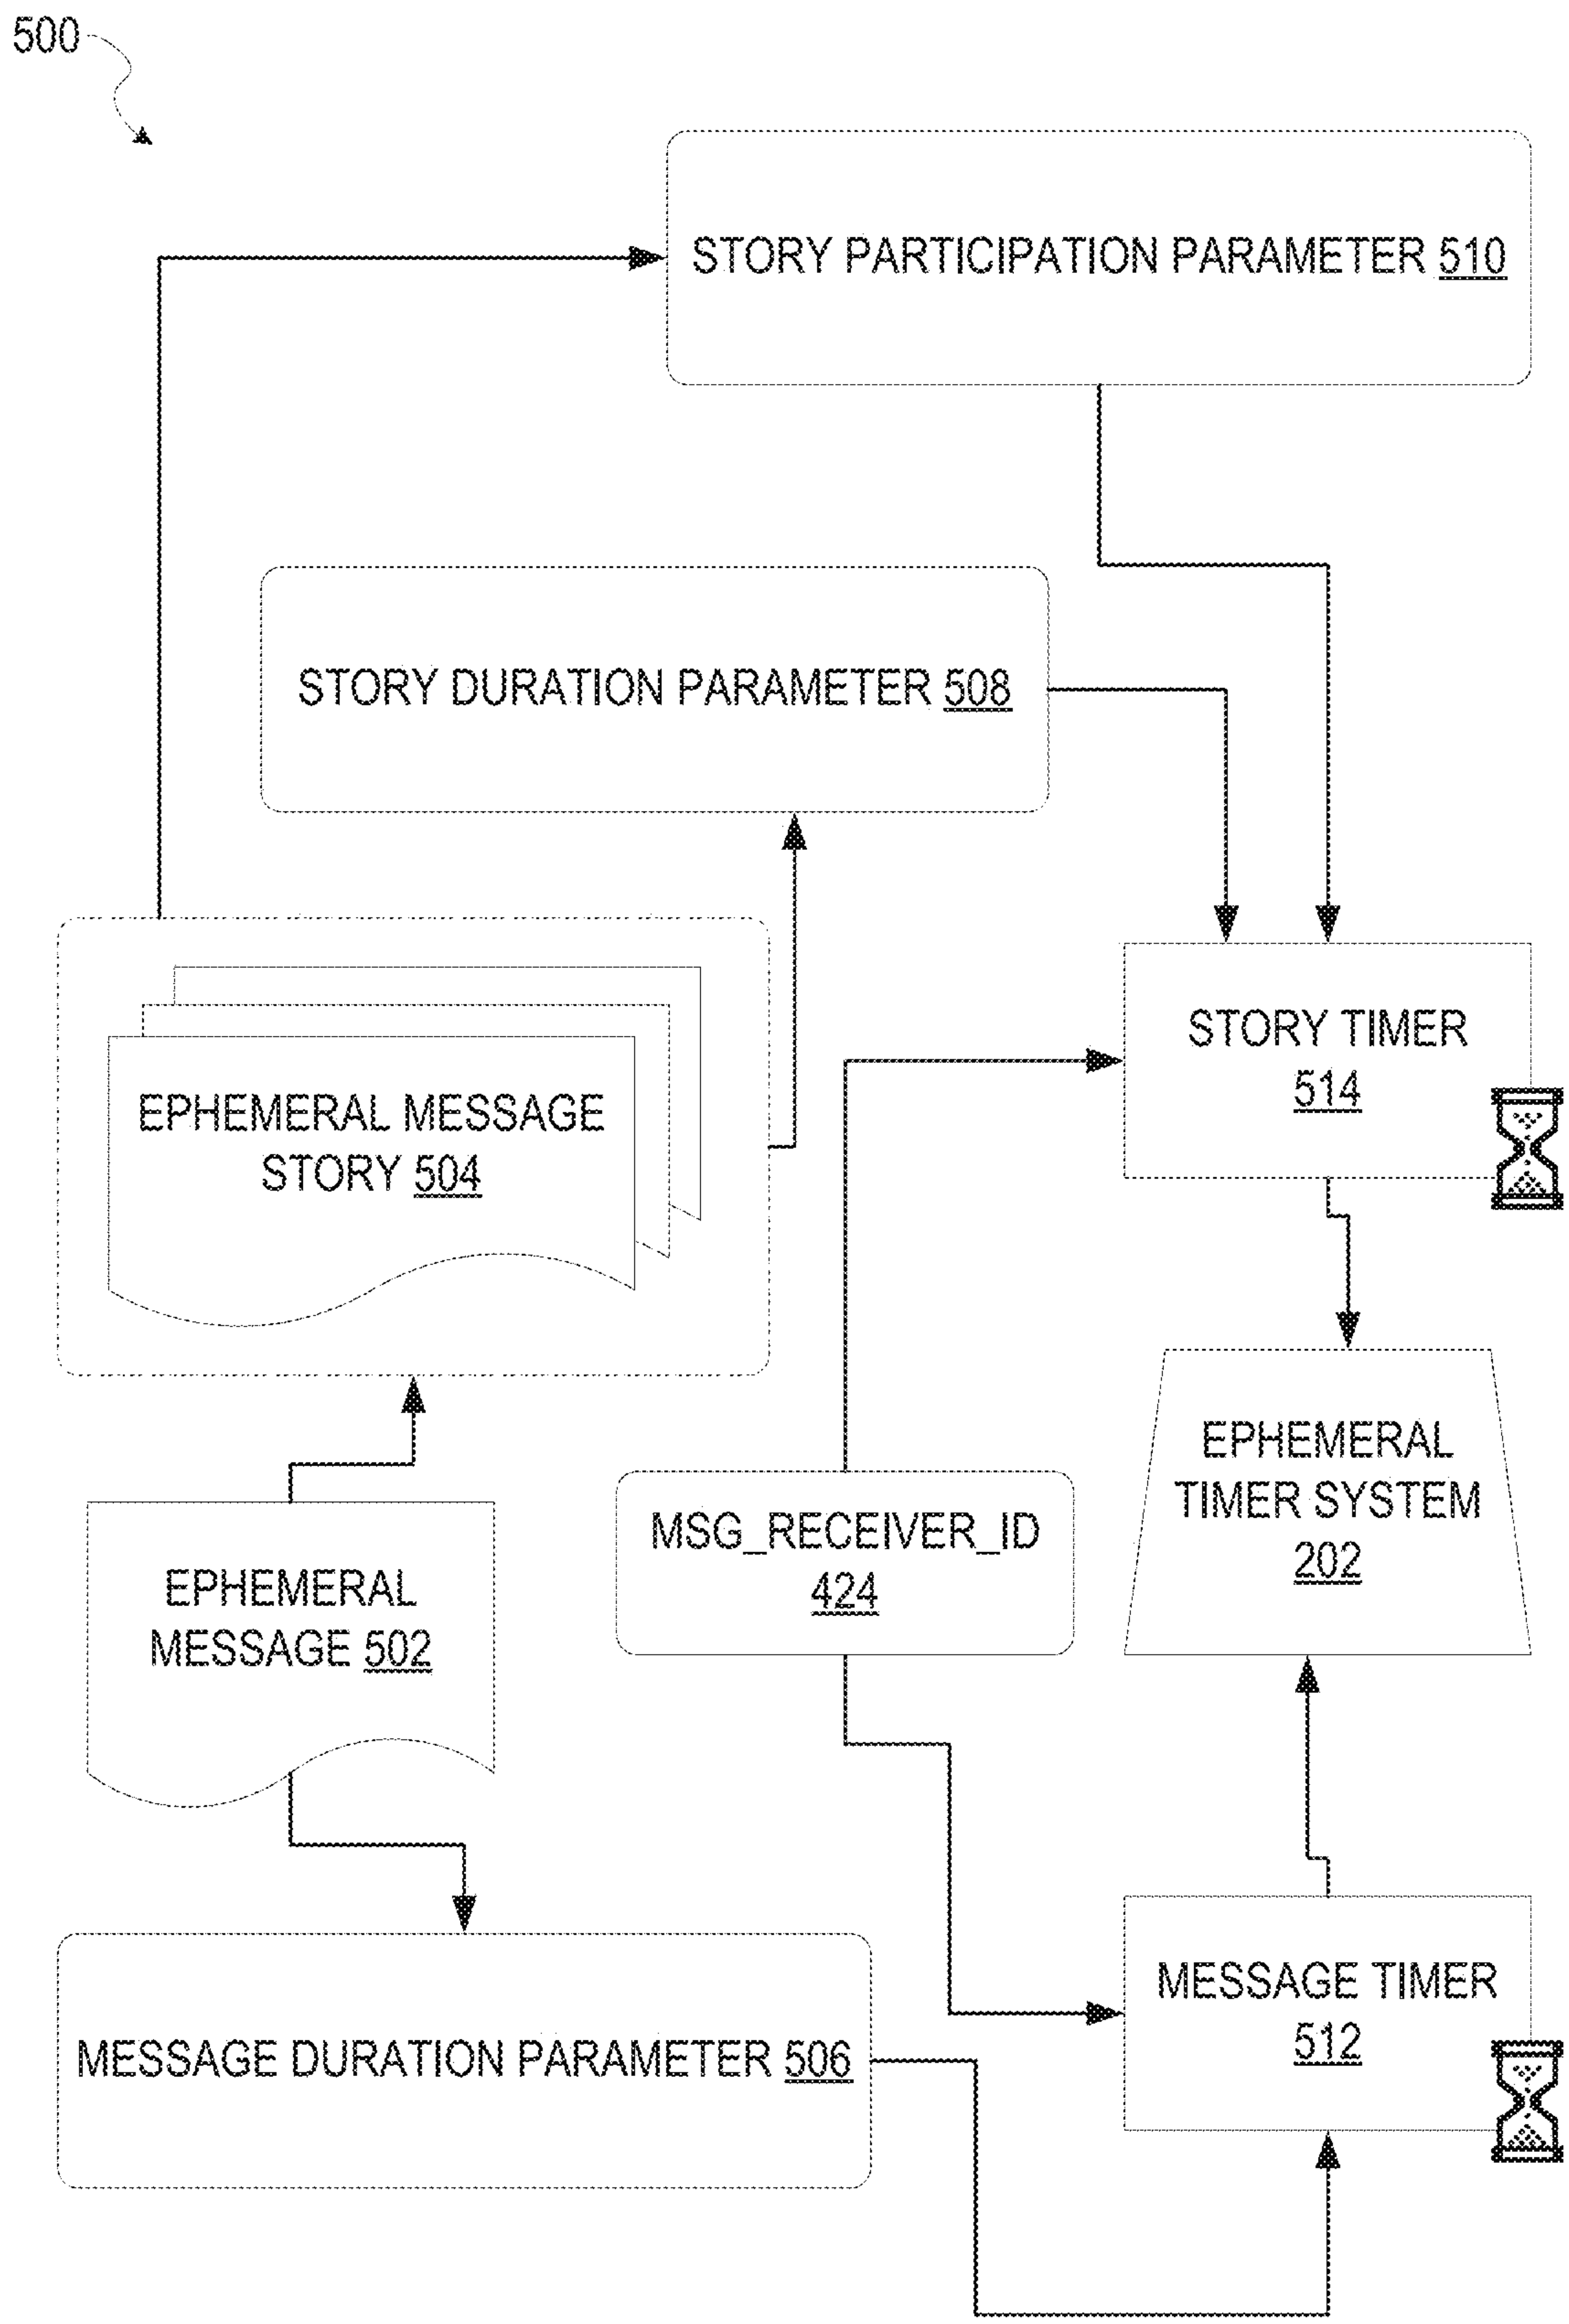 500
STORY PARTICIPATION PARAMETER 510
STORY DURATION PARAMETER 508
EPHEMERAL MESSAGE
STORY 504
STORY TIMER
514
EPHEMERAL
TIMER SYSTEM
202
MSG_RECEIVER_ID
424
EPHEMERAL
MESSAGE 502
MESSAGE TIMER
512
MESSAGE DURATION PARAMETER 506